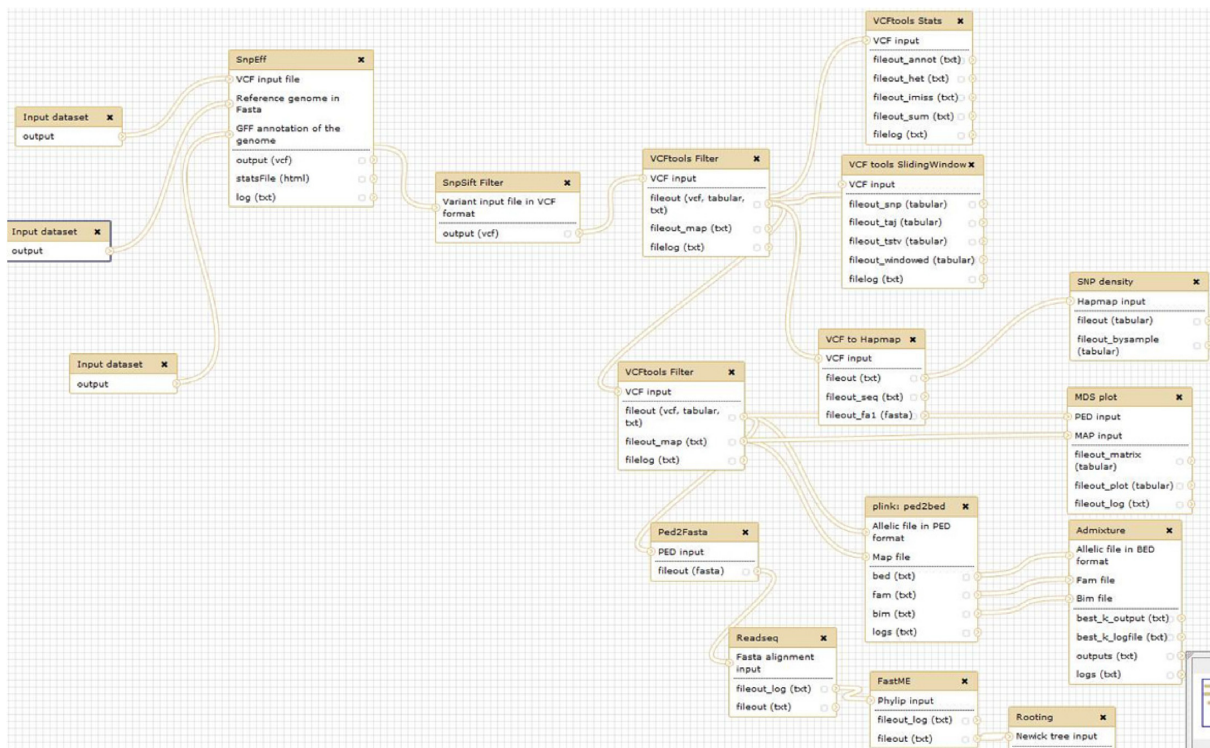 VCFtools Stats
VCF input
fileout_annot (txt)
fileout_het (txt)
fileout_imiss (txt)
fileout_sum (txt)
filelog (txt)
SnpEff
VCF input file
Reference genome in
Fasta
GFF annotation of the
genome
output (vcf)
statsFile (html)
log (txt)
Input dataset
output
Input dataset
output
Input dataset
output
SnpSift Filter
Variant input file in VCF
format
output (vcf)
VCFtools Filter
VCF input
fileout (vcf, tabular,
txt)
fileout_map (txt)
filelog (txt)
VCF tools SlidingWindow
VCF input
fileout_snp (tabular)
fileout_taj (tabular)
fileout_tstv (tabular)
fileout_windowed (tabular)
filelog (txt)
SNP density
Hapmap input
fileout (tabular)
fileout_bysample
(tabular)
VCF to Hapmap
VCF input
fileout (txt)
fileout_seq (txt)
fileout_fa1 (fasta)
VCFtools Filter
VCF input
fileout (vcf, tabular,
txt)
fileout_map (txt)
filelog (txt)
MDS plot
PED input
MAP input
fileout_matrix
(tabular)
fileout_plot (tabular)
fileout_log (txt)
plink: ped2bed
Allelic file in PED
format
Map file
bed (txt)
fam (txt)
bim (txt)
logs (txt)
Admixture
Allelic file in BED
format
Fam file
Bim file
best_k_output (txt)
best_k_logfile (txt)
outputs (txt)
logs (txt)
Ped2Fasta
PED input
fileout (fasta)
Readseq
Fasta alignment
input
fileout_log (txt)
fileout (txt)
FastME
Phylip input
fileout_log (txt)
fileout (txt)
Rooting
Newick tree input